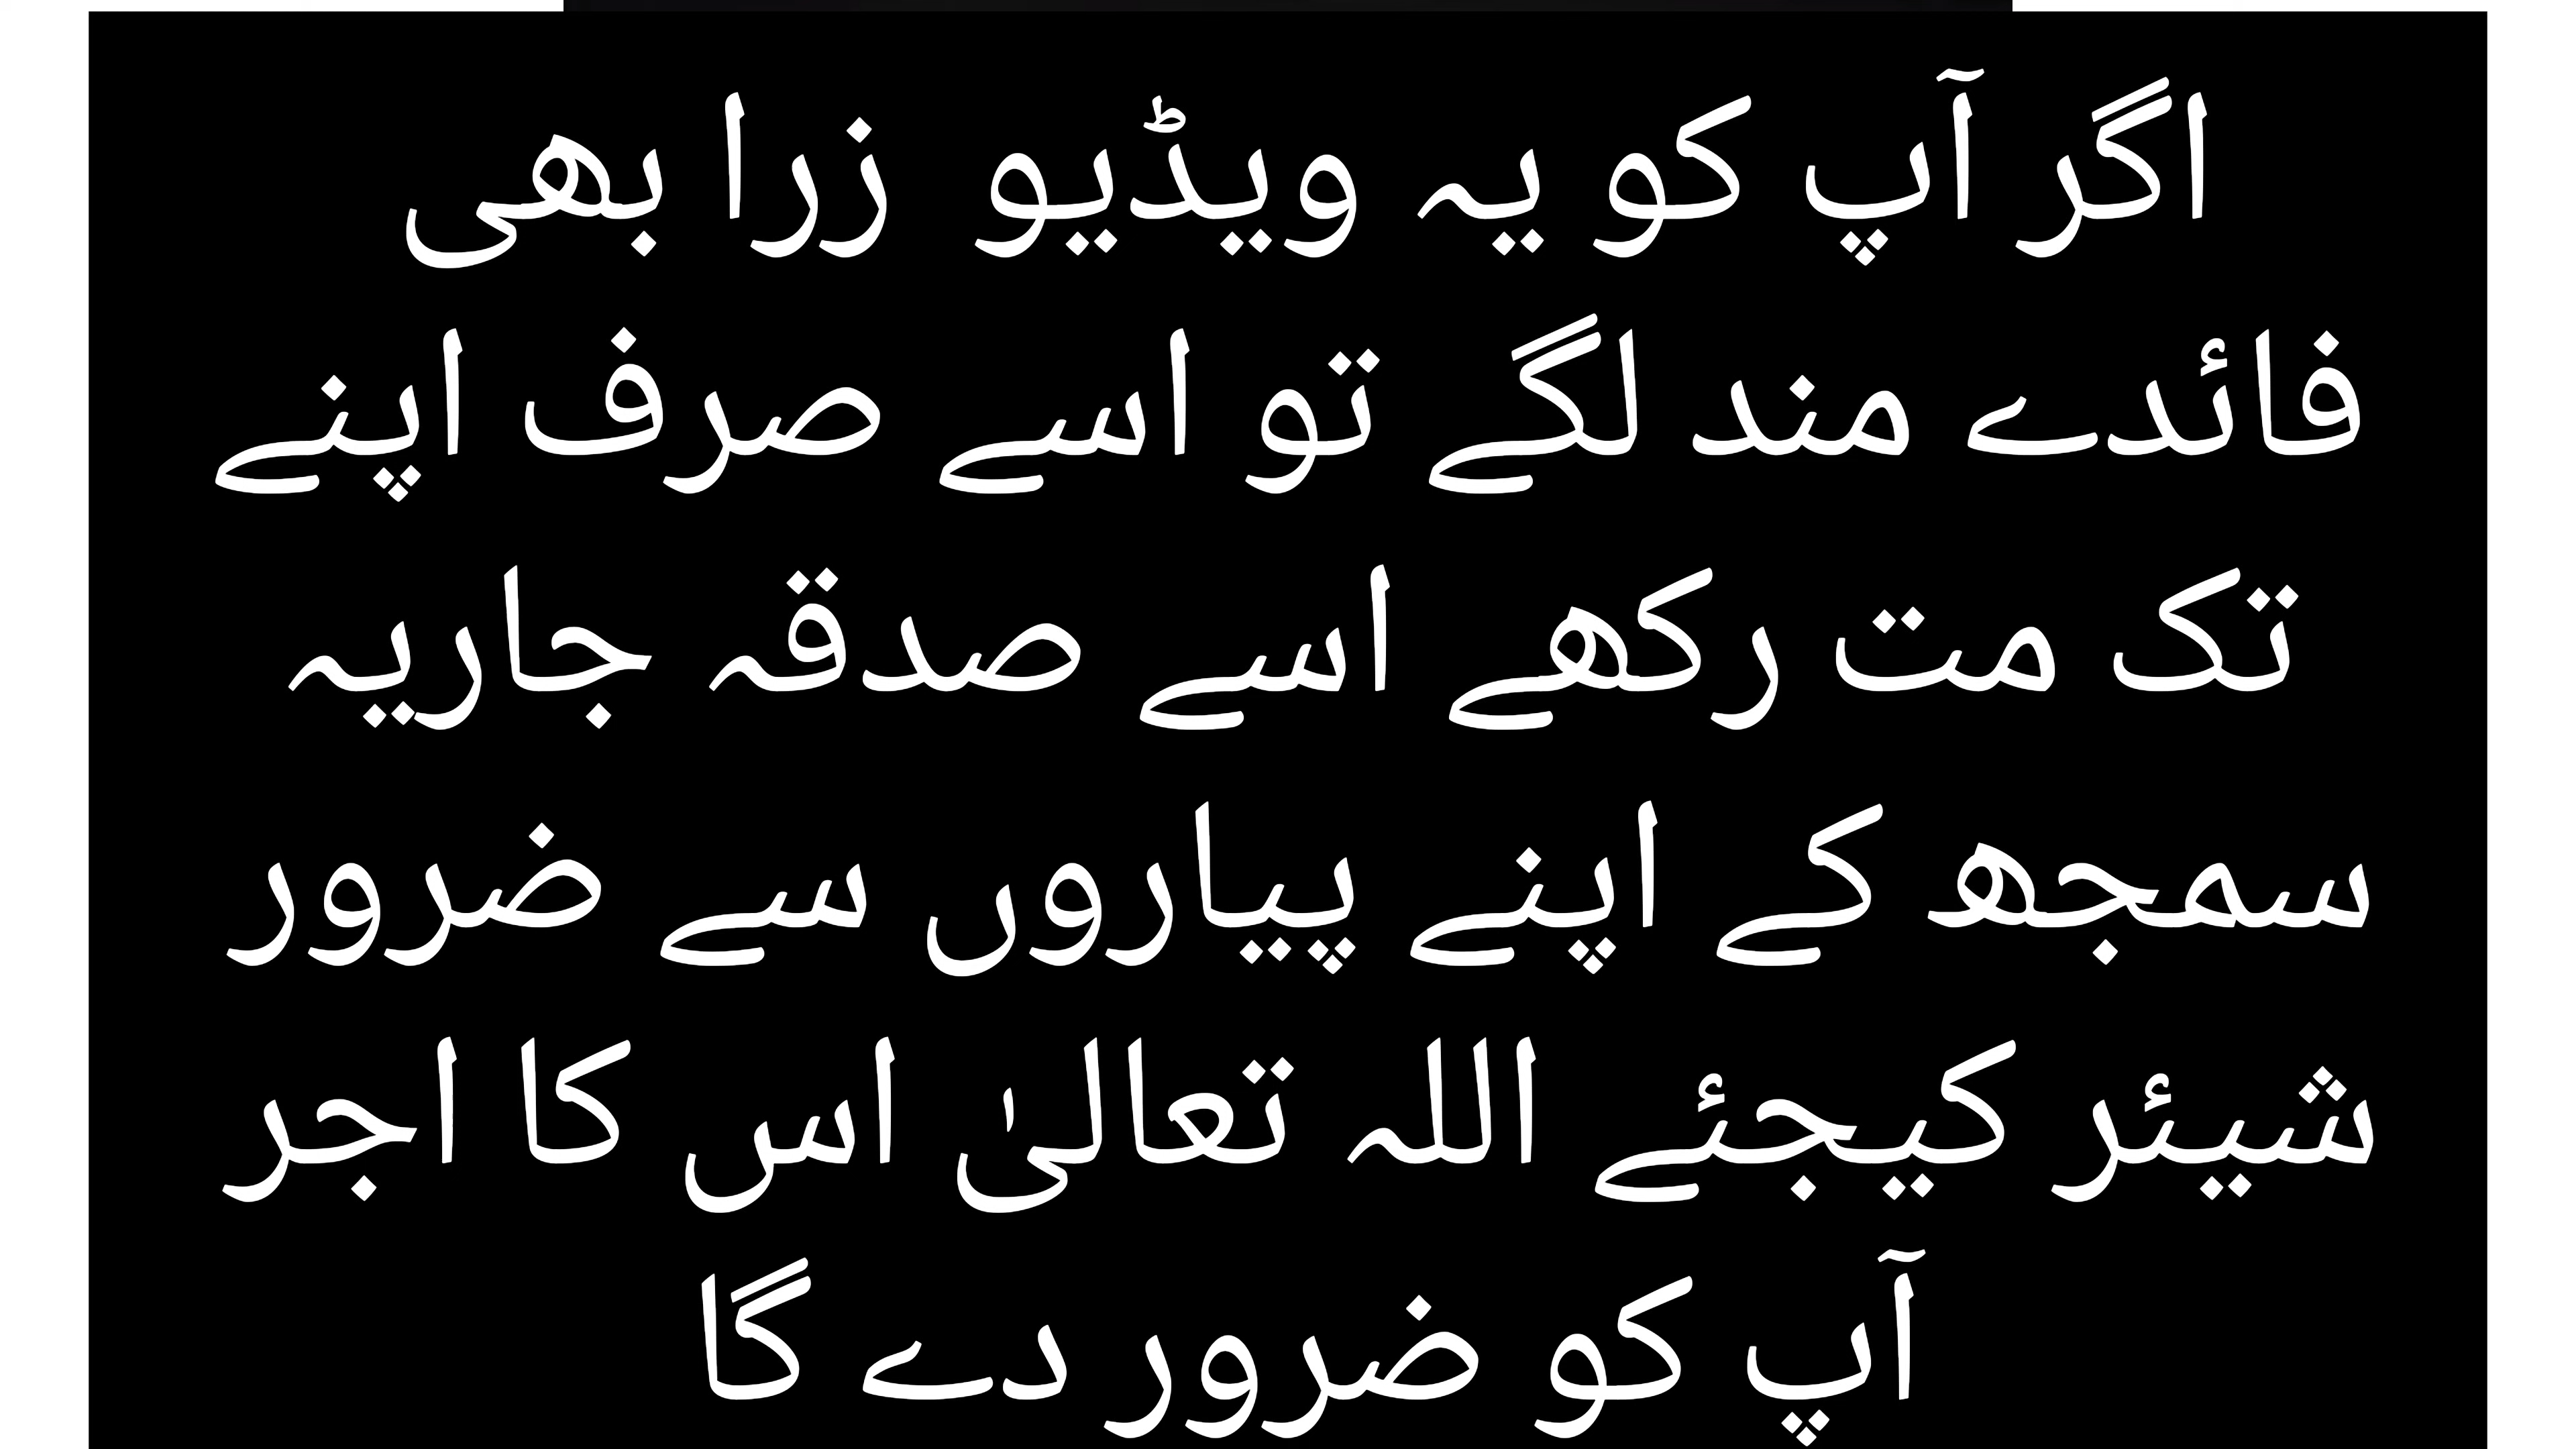 اگر آپ کو یہ ویڈیو زرا بھی
فائدے مند لگے تو اسے صرف اپنے
تک مت رکھے اسے صدقہ جاریہ
سمجھ کے اپنے پیاروں سے ضرور
شیئر کیجئے اللہ تعالیٰ اس کا اجر
آپ کو ضرور دے گا